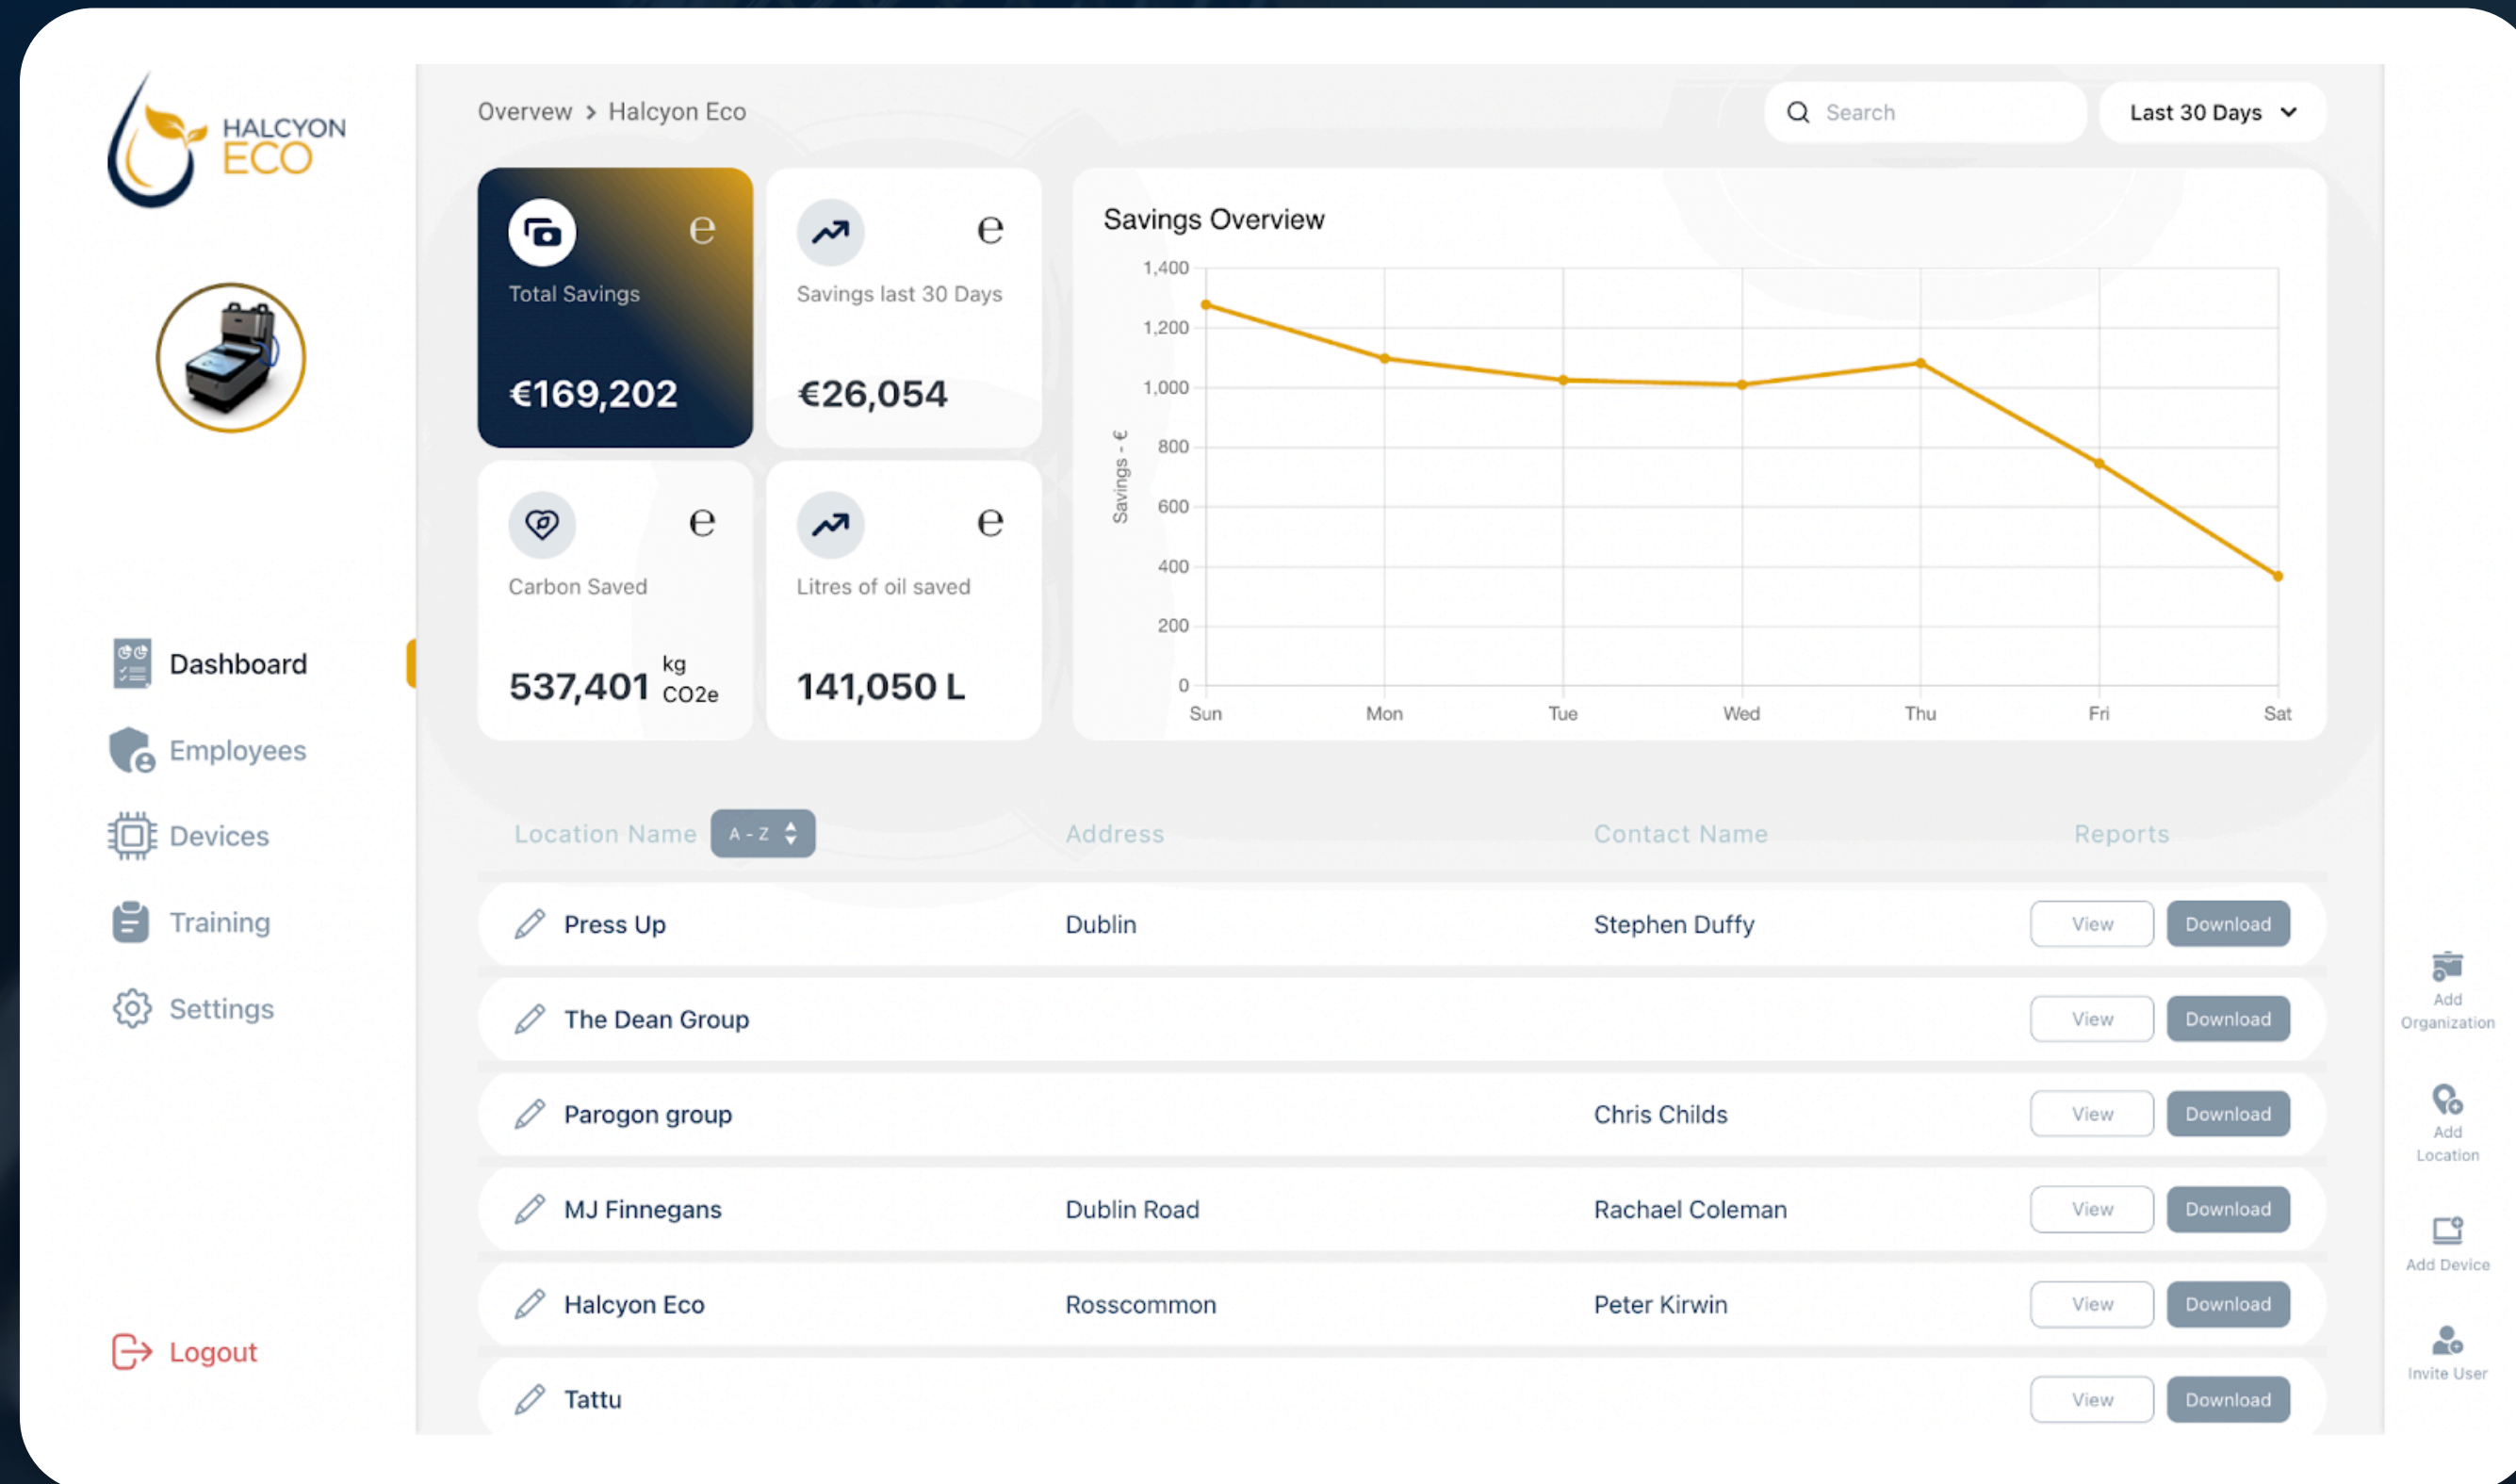 HALCYON
ECO
Dashboard
Employees
Devices
Training
Settings
Logout
Overvew > Halcyon Eco
Search
Last 30 Days
℮
Total Savings
€169,202
℮
Savings last 30 Days
€26,054
℮
Carbon Saved
537,401 kg
CO2e
℮
Litres of oil saved
141,050 L
Savings Overview
Savings - €
1,400
1,200
1,000
800
600
400
200
0
Sun Mon Tue Wed Thu Fri Sat
Location Name A - Z Address Contact Name Reports
Press Up Dublin Stephen Duffy View Download
The Dean Group View Download
Parogon group Chris Childs View Download
MJ Finnegans Dublin Road Rachael Coleman View Download
Halcyon Eco Rosscommon Peter Kirwin View Download
Tattu View Download
Add
Organization
Add
Location
Add Device
Invite User